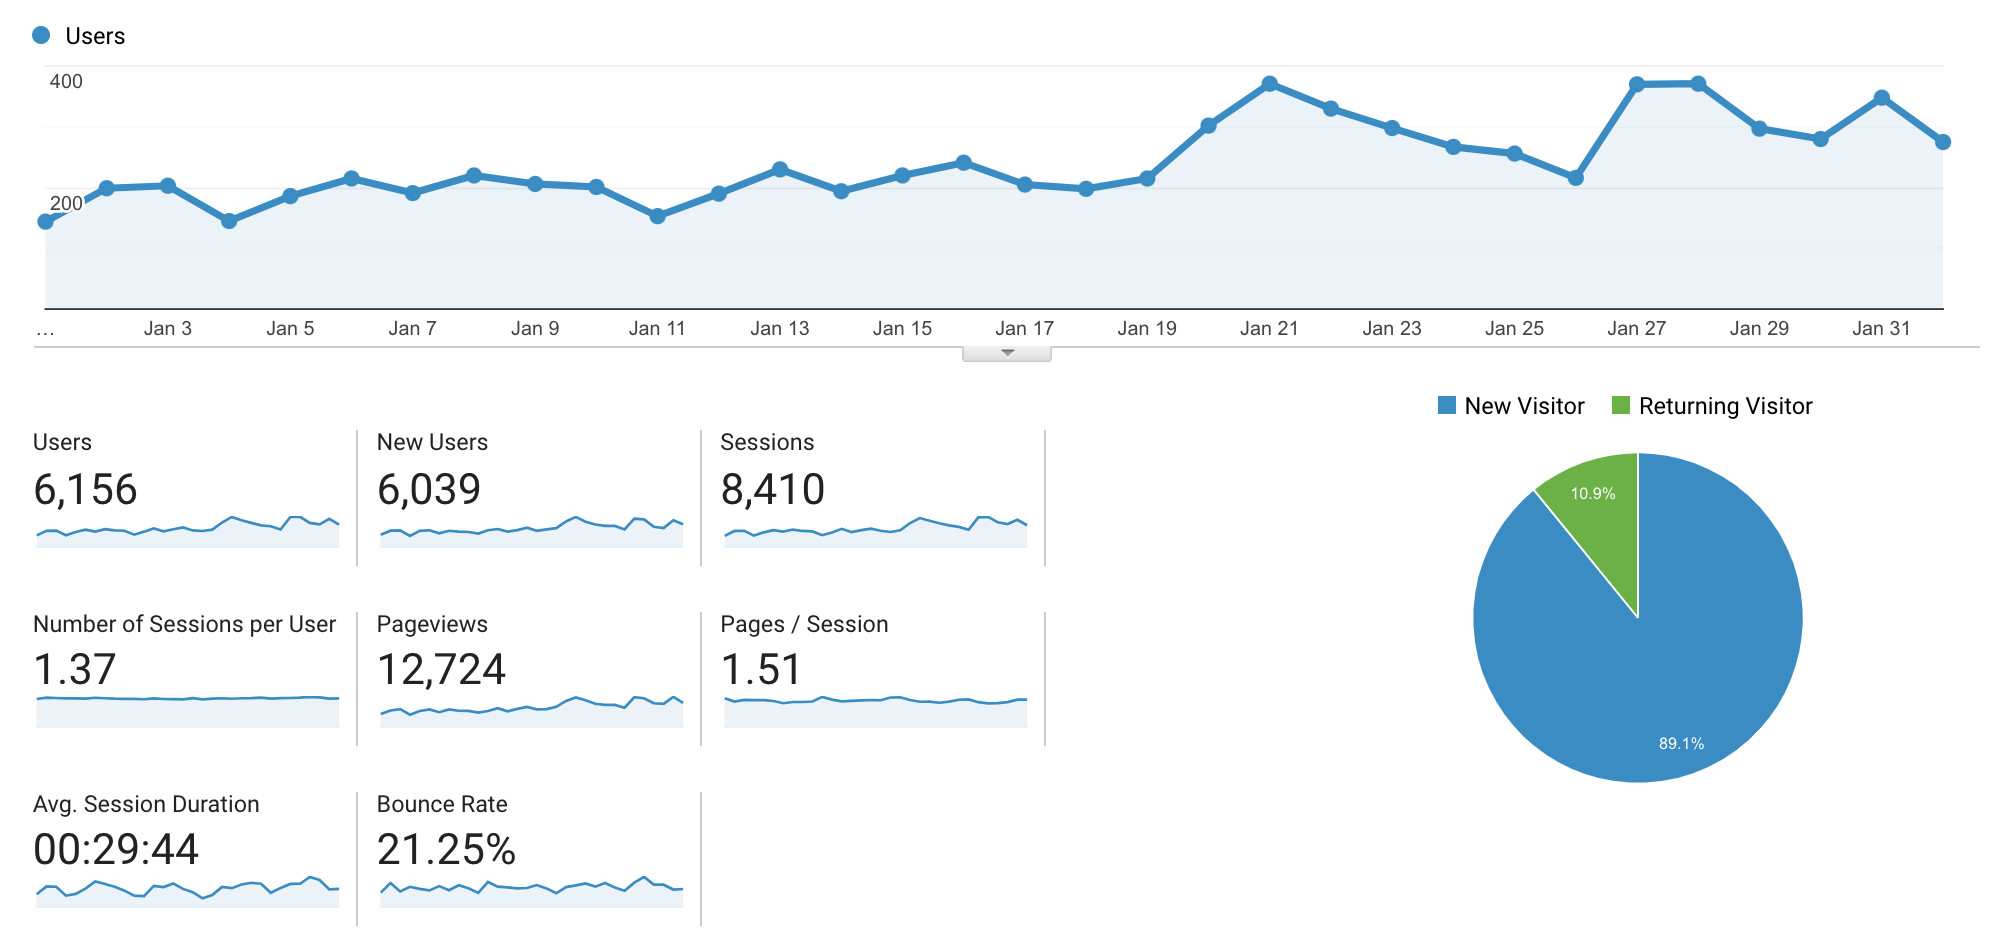 Users
400
200
... Jan 3 Jan 5 Jan 7 Jan 9 Jan 11 Jan 13 Jan 15 Jan 17 Jan 19 Jan 21 Jan 23 Jan 25 Jan 27 Jan 29 Jan 31
New Visitor Returning Visitor
Users
6,156
New Users
6,039
Sessions
8,410
Number of Sessions per User
1.37
Pageviews
12,724
Pages / Session
1.51
Avg. Session Duration
00:29:44
Bounce Rate
21.25%
10.9%
89.1%